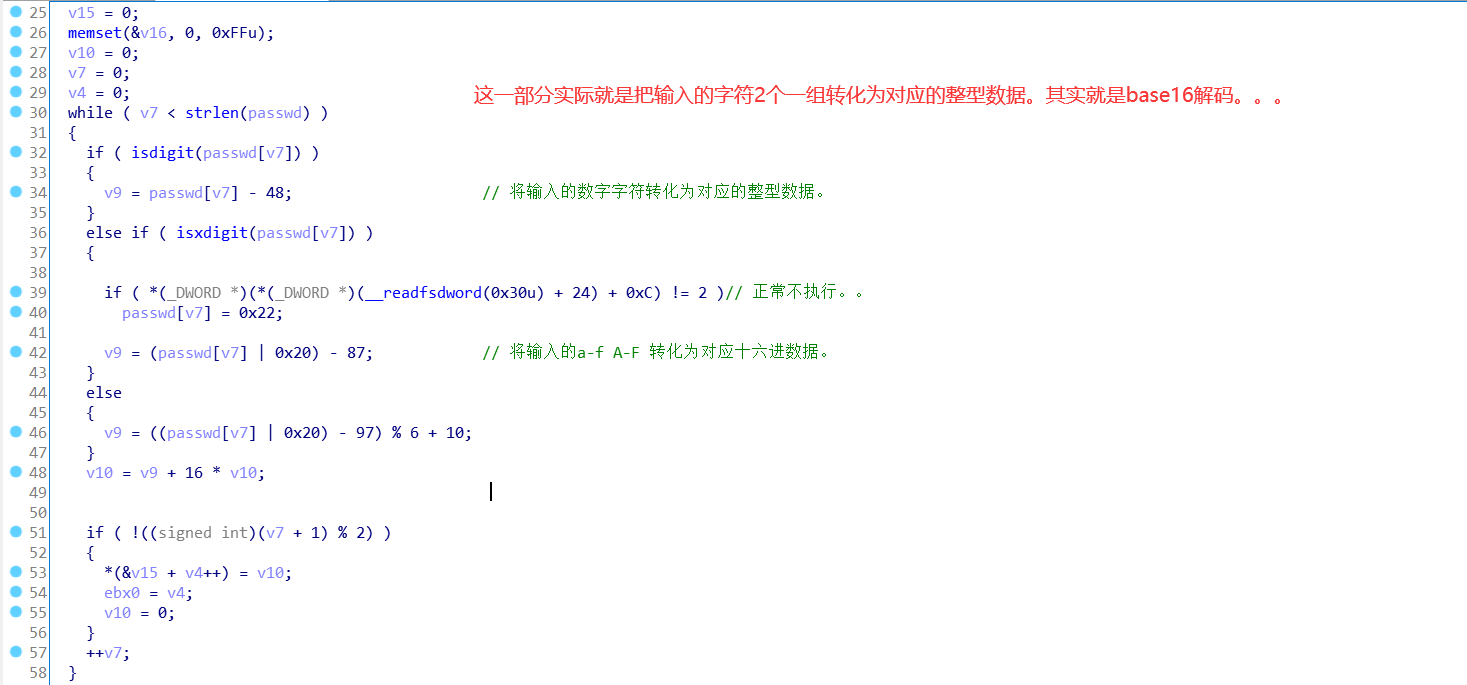 25 v15 = 0;
26 memset(&v16, 0, 0xFFu);
27 v10 = 0;
28 v7 = 0;
29 v4 = 0; 这一部分实际就是把输入的字符2个一组转化为对应的整型数据。其实就是base16解码。。。
30 while ( v7 < strlen(passwd) )
31 {
32 if ( isdigit(passwd[v7]) )
33 {
34 v9 = passwd[v7] - 48; // 将输入的数字字符转化为对应的整型数据。
35 }
36 else if ( isxdigit(passwd[v7]) )
37 {
38
39 if ( *(_DWORD *)(*(_DWORD *)(__readfsdword(0x30u) + 24) + 0xC) != 2 )// 正常不执行。。
40 passwd[v7] = 0x22;
41
42 v9 = (passwd[v7] | 0x20) - 87; // 将输入的a-f A-F 转化为对应十六进数据。
43 }
44 else
45 {
46 v9 = ((passwd[v7] | 0x20) - 97) % 6 + 10;
47 }
48 v10 = v9 + 16 * v10;
49
50
51 if ( !((signed int)(v7 + 1) % 2) )
52 {
53 *(&v15 + v4++) = v10;
54 ebx0 = v4;
55 v10 = 0;
56 }
57 ++v7;
58 }